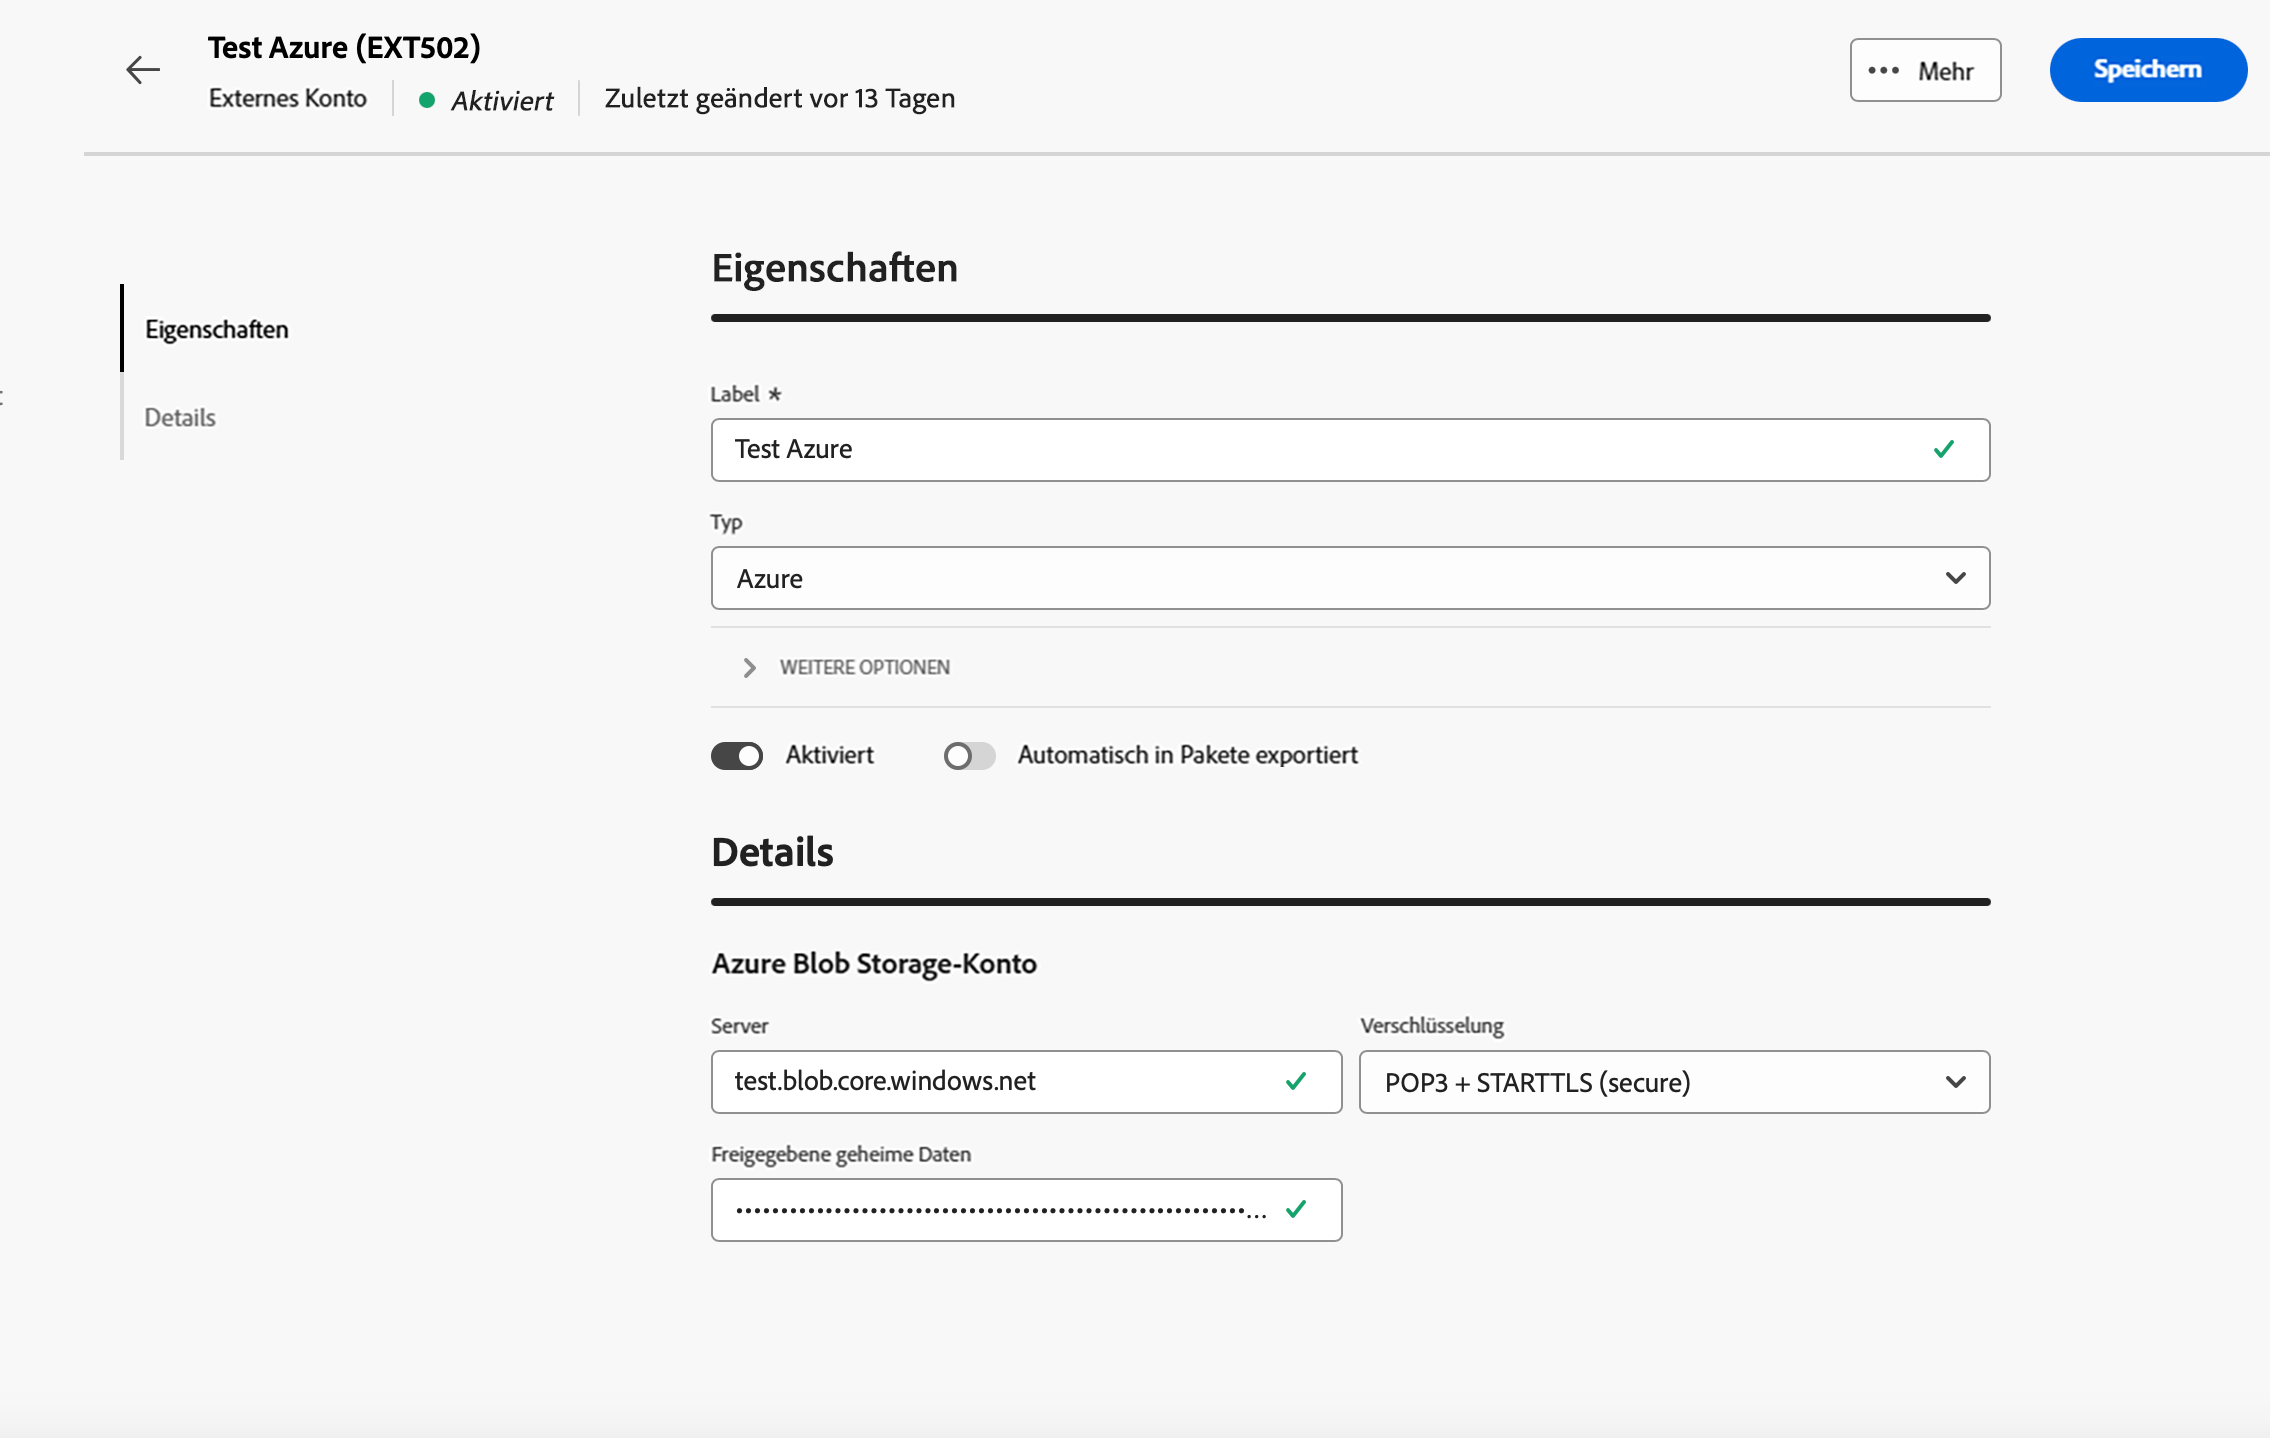 Test Azure (EXT502)
Externes Konto
Aktiviert
Zuletzt geändert vor 13 Tagen
Mehr
Speichern
Eigenschaften
Details
Eigenschaften
Label *
Test Azure
Typ
Azure
WEITERE OPTIONEN
Aktiviert
Automatisch in Pakete exportiert
Details
Azure Blob Storage-Konto
Server
test.blob.core.windows.net
Verschlüsselung
POP3 + STARTTLS (secure)
Freigegebene geheime Daten